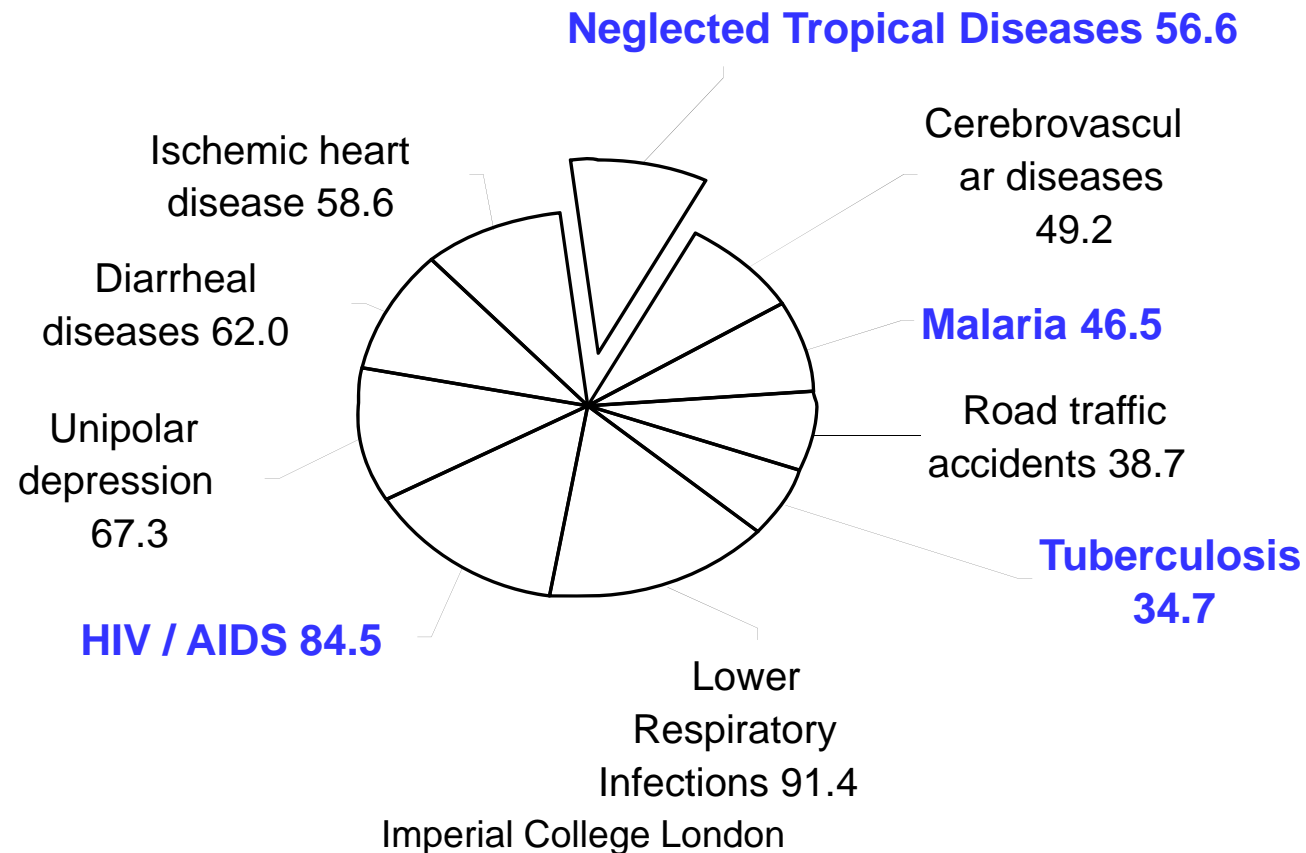 Neglected Tropical Diseases 56.6
Cerebrovascul
ar diseases
49.2
Ischemic heart
disease 58.6
Diarrheal
diseases 62.0
Malaria 46.5
Road traffic
accidents 38.7
Unipolar
depression
67.3
Tuberculosis
34.7
HIV / AIDS 84.5
Lower
Respiratory
Infections 91.4
Imperial College London